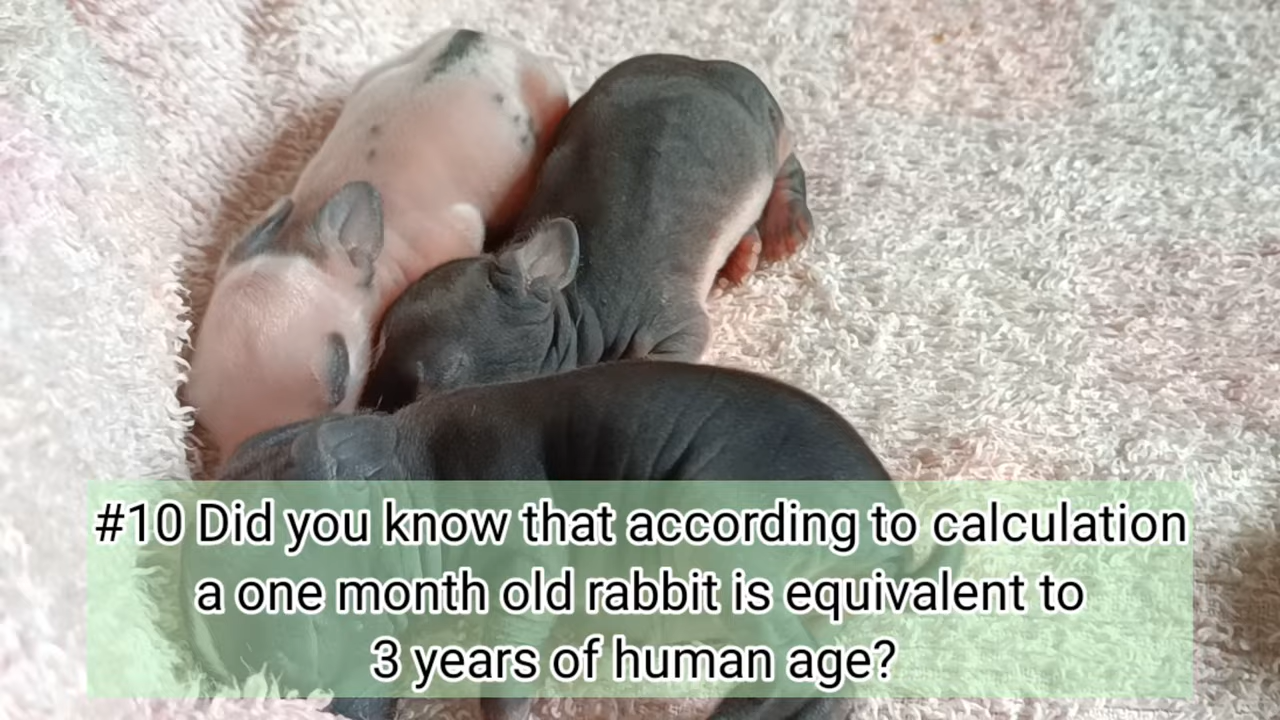 #10 Did you know that according to calculation
a one month old rabbit is equivalent to
3 years of human age?